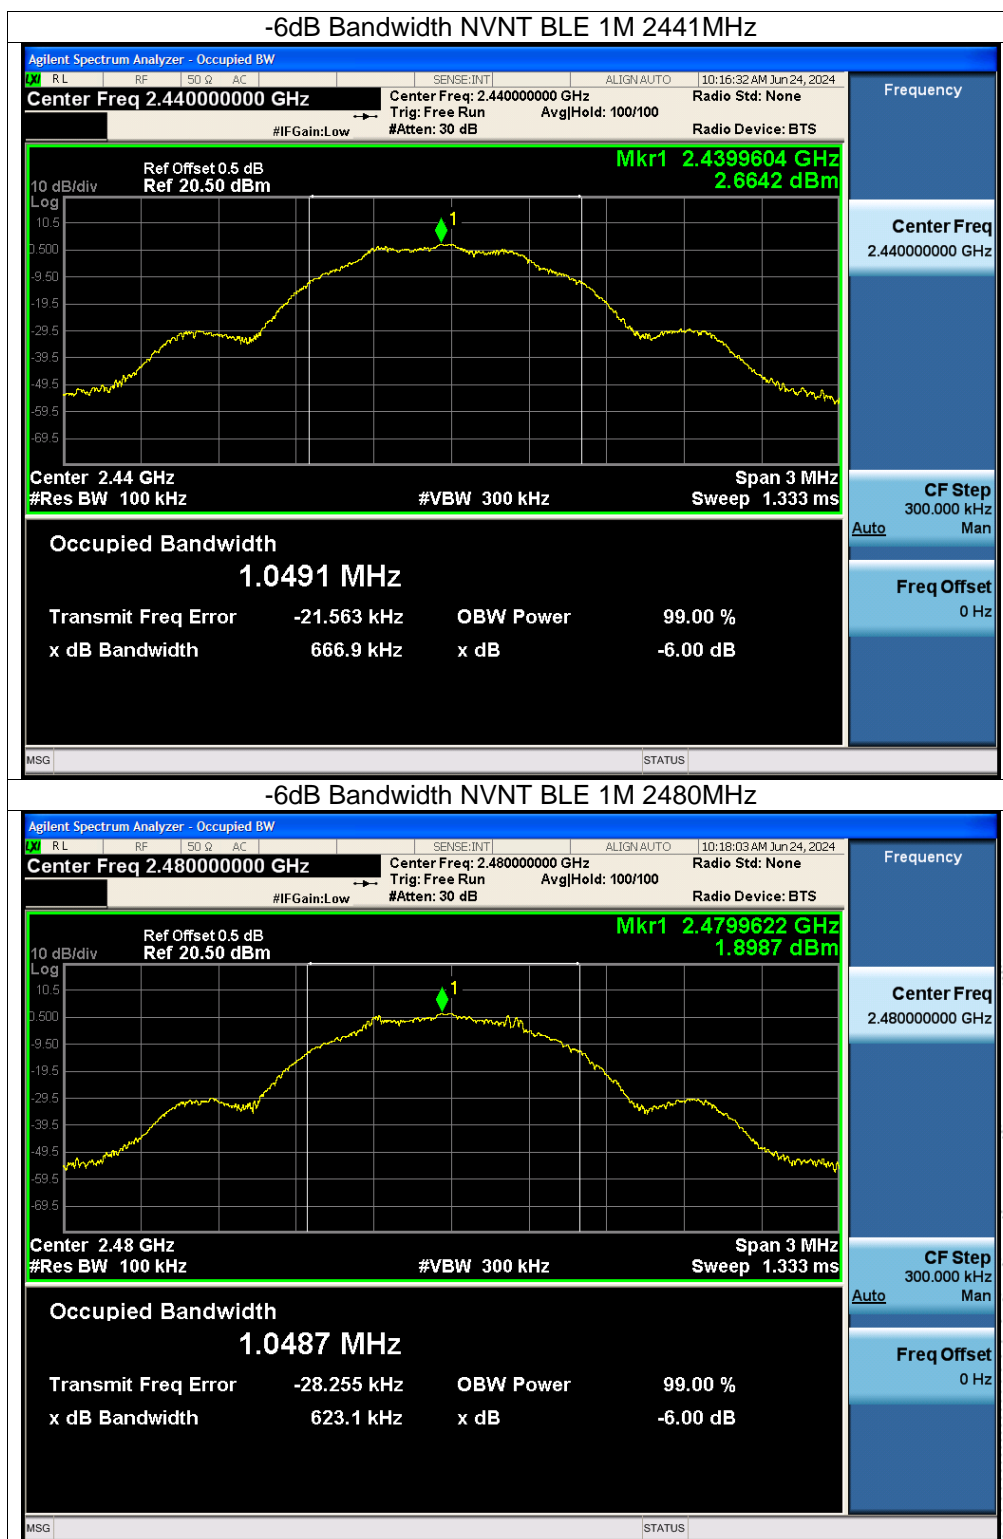 -6dB Bandwidth NVNT BLE 1M 2441MHz
Agilent Spectrum Analyzer - Occupied BW
LXI RL RF 50 Ω AC SENSE:INT ALIGN AUTO 10:16:32 AM Jun 24, 2024
Center Freq 2.440000000 GHz Center Freq: 2.440000000 GHz Radio Std: None
Trig: Free Run Avg|Hold: 100/100
#IFGain:Low #Atten: 30 dB Radio Device: BTS
Frequency
Mkr1 2.4399604 GHz
2.6642 dBm
Ref Offset 0.5 dB
10 dB/div Ref 20.50 dBm
Log
10.5
0.500
-9.50
-19.5
-29.5
-39.5
-49.5
-59.5
-69.5
1
Center 2.44 GHz Span 3 MHz
#Res BW 100 kHz #VBW 300 kHz Sweep 1.333 ms
Center Freq
2.440000000 GHz
CF Step
300.000 kHz
Auto Man
Freq Offset
0 Hz
Occupied Bandwidth
1.0491 MHz
Transmit Freq Error -21.563 kHz OBW Power 99.00 %
x dB Bandwidth 666.9 kHz x dB -6.00 dB
MSG STATUS
-6dB Bandwidth NVNT BLE 1M 2480MHz
Agilent Spectrum Analyzer - Occupied BW
LXI RL RF 50 Ω AC SENSE:INT ALIGN AUTO 10:18:03 AM Jun 24, 2024
Center Freq 2.480000000 GHz Center Freq: 2.480000000 GHz Radio Std: None
Trig: Free Run Avg|Hold: 100/100
#IFGain:Low #Atten: 30 dB Radio Device: BTS
Frequency
Mkr1 2.4799622 GHz
1.8987 dBm
Ref Offset 0.5 dB
10 dB/div Ref 20.50 dBm
Log
10.5
0.500
-9.50
-19.5
-29.5
-39.5
-49.5
-59.5
-69.5
1
Center 2.48 GHz Span 3 MHz
#Res BW 100 kHz #VBW 300 kHz Sweep 1.333 ms
Center Freq
2.480000000 GHz
CF Step
300.000 kHz
Auto Man
Freq Offset
0 Hz
Occupied Bandwidth
1.0487 MHz
Transmit Freq Error -28.255 kHz OBW Power 99.00 %
x dB Bandwidth 623.1 kHz x dB -6.00 dB
MSG STATUS